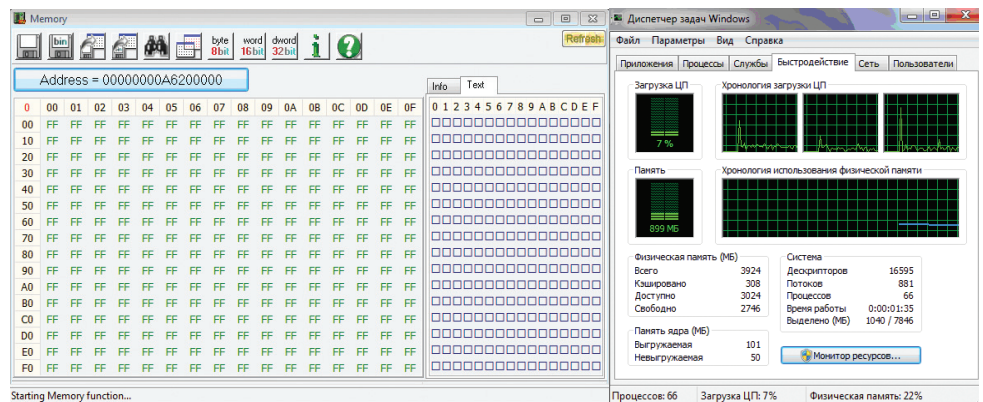 Memory
bin
byte 8bit
word 16bit
dword 32bit
Refresh
Address = 00000000A6200000
Info Text
0 00 01 02 03 04 05 06 07 08 09 0A 0B 0C 0D 0E 0F 0 1 2 3 4 5 6 7 8 9 A B C D E F
00 FF FF FF FF FF FF FF FF FF FF FF FF FF FF FF FF
10 FF FF FF FF FF FF FF FF FF FF FF FF FF FF FF FF
20 FF FF FF FF FF FF FF FF FF FF FF FF FF FF FF FF
30 FF FF FF FF FF FF FF FF FF FF FF FF FF FF FF FF
40 FF FF FF FF FF FF FF FF FF FF FF FF FF FF FF FF
50 FF FF FF FF FF FF FF FF FF FF FF FF FF FF FF FF
60 FF FF FF FF FF FF FF FF FF FF FF FF FF FF FF FF
70 FF FF FF FF FF FF FF FF FF FF FF FF FF FF FF FF
80 FF FF FF FF FF FF FF FF FF FF FF FF FF FF FF FF
90 FF FF FF FF FF FF FF FF FF FF FF FF FF FF FF FF
A0 FF FF FF FF FF FF FF FF FF FF FF FF FF FF FF FF
B0 FF FF FF FF FF FF FF FF FF FF FF FF FF FF FF FF
C0 FF FF FF FF FF FF FF FF FF FF FF FF FF FF FF FF
D0 FF FF FF FF FF FF FF FF FF FF FF FF FF FF FF FF
E0 FF FF FF FF FF FF FF FF FF FF FF FF FF FF FF FF
F0 FF FF FF FF FF FF FF FF FF FF FF FF FF FF FF FF
Starting Memory function...
Диспетчер задач Windows
Файл Параметры Вид Справка
Приложения Процессы Службы Быстродействие Сеть Пользователи
Загрузка ЦП Хронология загрузки ЦП
7 %
Память Хронология использования физической памяти
899 МБ
Физическая память (МБ)
Всего 3924
Кэшировано 308
Доступно 3024
Свободно 2746
Память ядра (МБ)
Выгружаемая 101
Невыгружаемая 50
Система
Дескрипторов 16595
Потоков 881
Процессов 66
Время работы 0:00:01:35
Выделено (МБ) 1040 / 7846
Монитор ресурсов...
Процессов: 66 Загрузка ЦП: 7% Физическая память: 22%